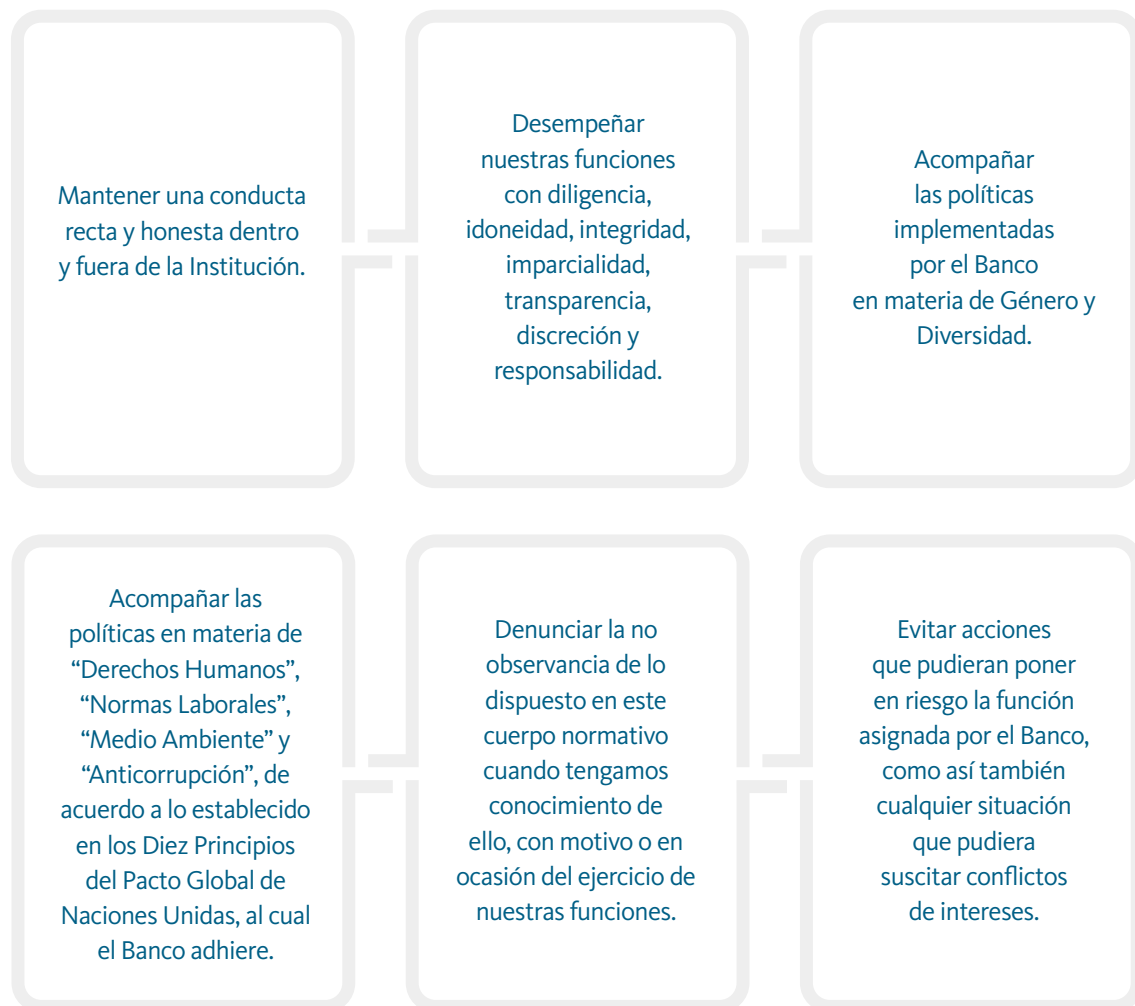 Mantener una conducta
recta y honesta dentro
y fuera de la Institución.
Desempeñar
nuestras funciones
con diligencia,
idoneidad, integridad,
imparcialidad,
transparencia,
discreción y
responsabilidad.
Acompañar
las políticas
implementadas
por el Banco
en materia de Género y
Diversidad.
Acompañar las
políticas en materia de
“Derechos Humanos”,
“Normas Laborales”,
“Medio Ambiente” y
“Anticorrupción”, de
acuerdo a lo establecido
en los Diez Principios
del Pacto Global de
Naciones Unidas, al cual
el Banco adhiere.
Denunciar la no
observancia de lo
dispuesto en este
cuerpo normativo
cuando tengamos
conocimiento de
ello, con motivo o en
ocasión del ejercicio de
nuestras funciones.
Evitar acciones
que pudieran poner
en riesgo la función
asignada por el Banco,
como así también
cualquier situación
que pudiera
suscitar conflictos
de intereses.